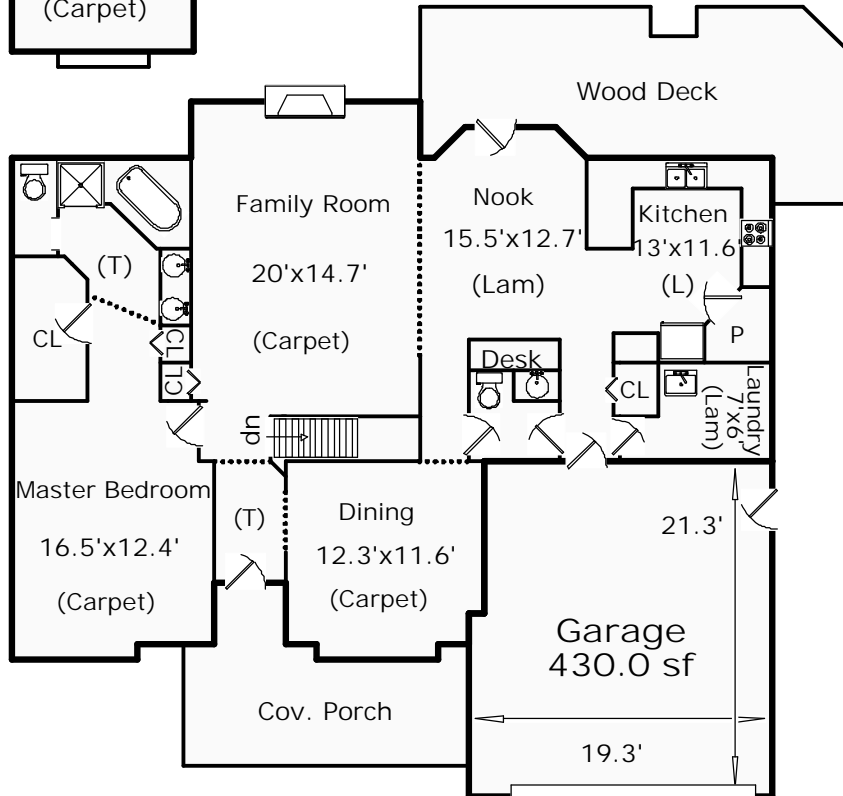 (Carpet)
Wood Deck
Family Room
20'x14.7'
(Carpet)
Nook
15.5'x12.7'
(Lam)
Kitchen
13'x11.6'
(L)
(T)
CL
CL
CL
P
Desk
CL
Laundry
7'x6'
(Lam)
dn
Master Bedroom
16.5'x12.4'
(Carpet)
(T)
Dining
12.3'x11.6'
(Carpet)
21.3'
Garage
430.0 sf
19.3'
Cov. Porch